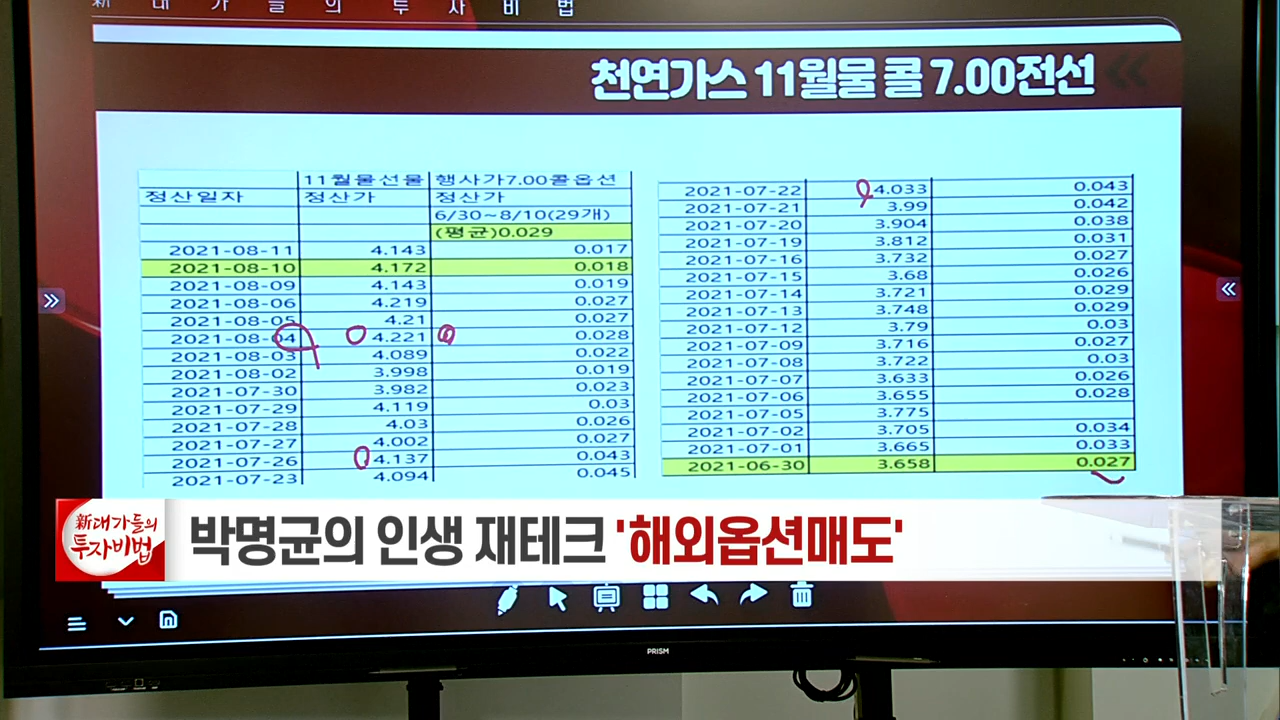 新 대가들의 투자비법
천연가스 11월물 콜 7.00전선
11월물선물 행사가7.00콜옵션
정산일자 정산가 정산가
6/30~8/10(29개)
(평균)0.029
2021-08-11 4.143 0.017
2021-08-10 4.172 0.018
2021-08-09 4.143 0.019
2021-08-06 4.219 0.027
2021-08-05 4.21 0.027
2021-08-04 4.221 0.028
2021-08-03 4.089 0.022
2021-08-02 3.998 0.019
2021-07-30 3.982 0.023
2021-07-29 4.119 0.03
2021-07-28 4.03 0.026
2021-07-27 4.002 0.027
2021-07-26 4.137 0.043
2021-07-23 4.094 0.045
2021-07-22 4.033 0.043
2021-07-21 3.99 0.042
2021-07-20 3.904 0.038
2021-07-19 3.812 0.031
2021-07-16 3.732 0.027
2021-07-15 3.68 0.026
2021-07-14 3.721 0.029
2021-07-13 3.748 0.029
2021-07-12 3.79 0.03
2021-07-09 3.716 0.027
2021-07-08 3.722 0.03
2021-07-07 3.633 0.026
2021-07-06 3.655 0.028
2021-07-05 3.775
2021-07-02 3.705 0.034
2021-07-01 3.665 0.033
2021-06-30 3.658 0.027
新대가들의
투자비법
박명균의 인생 재테크 '해외옵션매도'
PRISM